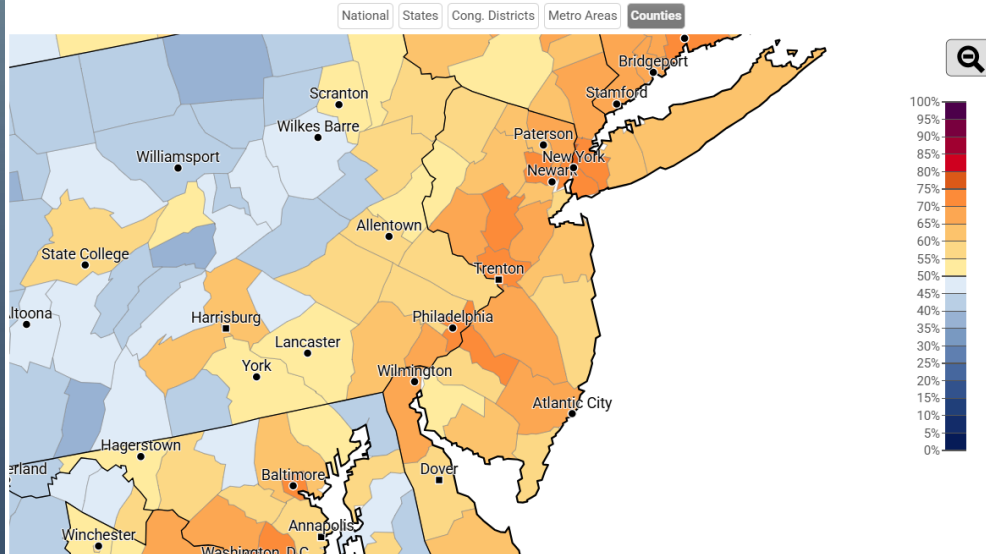 National
States
Cong. Districts
Metro Areas
Counties
Bridgeport
Stamford
Scranton
Wilkes Barre
Paterson
Williamsport
New York
Newark
Allentown
State College
Trenton
ltoona
Harrisburg
Philadelphia
Lancaster
York
Wilmington
Atlantic City
Hagerstown
erland
Baltimore
Dover
Annapolis
Winchester
Washington, D.C.
100%
95%
90%
85%
80%
75%
70%
65%
60%
55%
50%
45%
40%
35%
30%
25%
20%
15%
10%
5%
0%